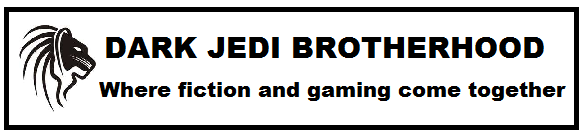 DARK JEDI BROTHERHOOD
Where fiction and gaming come together